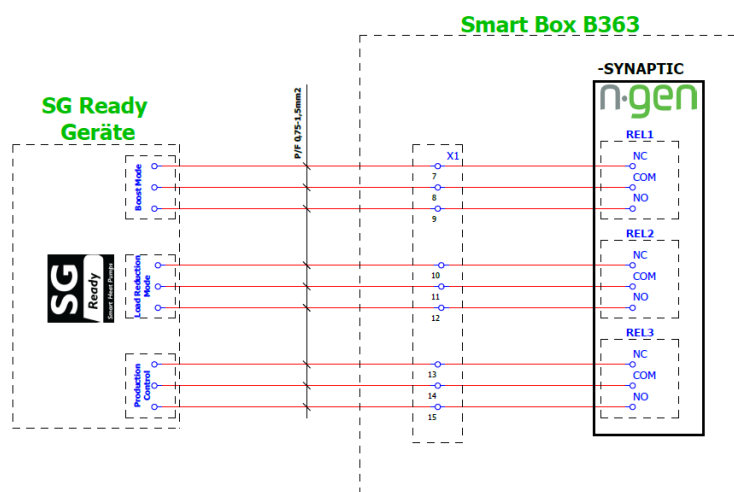 Smart Box B363
-SYNAPTIC
n·gen
SG Ready
Geräte
P/F 0,75-1,5mm2
X1
REL1
Boost Mode
7
NC
8
COM
9
NO
REL2
SG
Ready
Smart Heat Pumps
Load Reduction
Mode
10
NC
11
COM
12
NO
REL3
Production
Control
13
NC
14
COM
15
NO